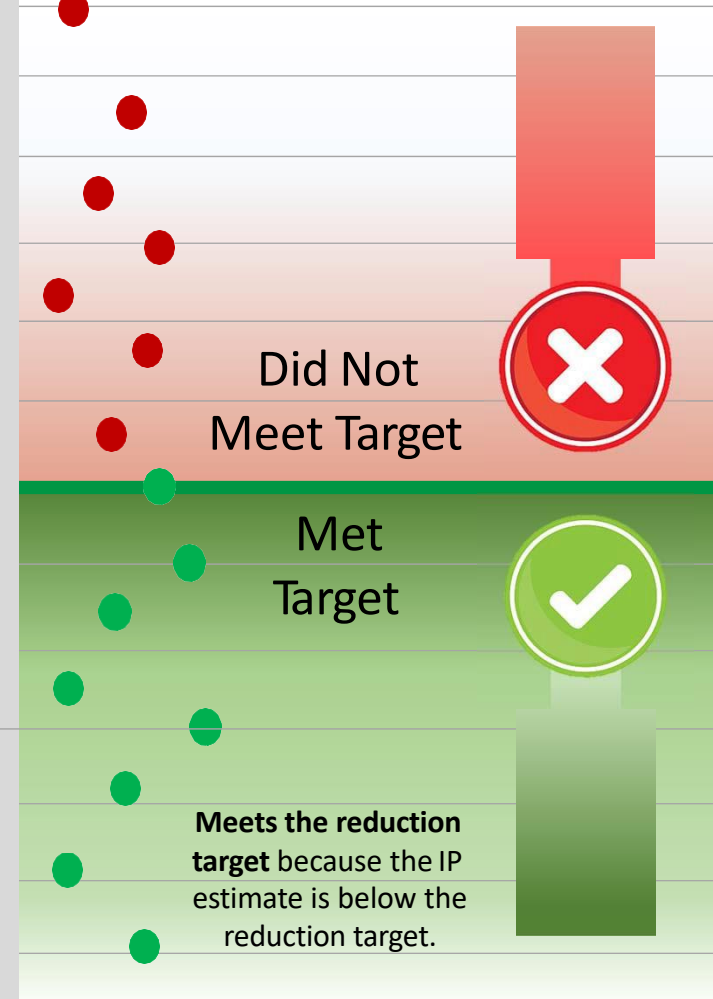 Did Not
Meet Target
Met
Target
Meets the reduction
target because the IP
estimate is below the
reduction target.